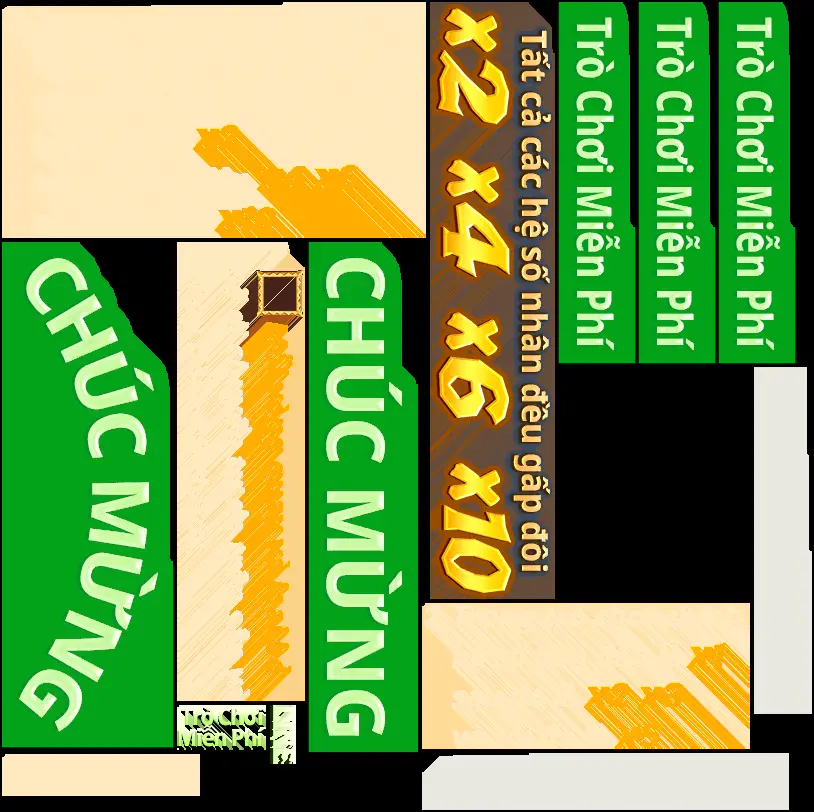 Tất cả các hệ số nhân đều gấp đôi
x2 x4 x6 x10
Trò Chơi Miễn Phí
Trò Chơi Miễn Phí
Trò Chơi Miễn Phí
CHÚC MỪNG
CHÚC MỪNG
Trò Chơi
Miễn Phí